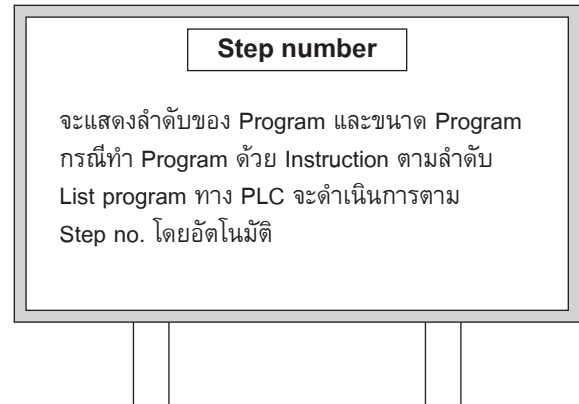 Step number
จะแสดงลำดับของ Program และขนาด Program
กรณีทำ Program ด้วย Instruction ตามลำดับ
List program ทาง PLC จะดำเนินการตาม
Step no. โดยอัตโนมัติ